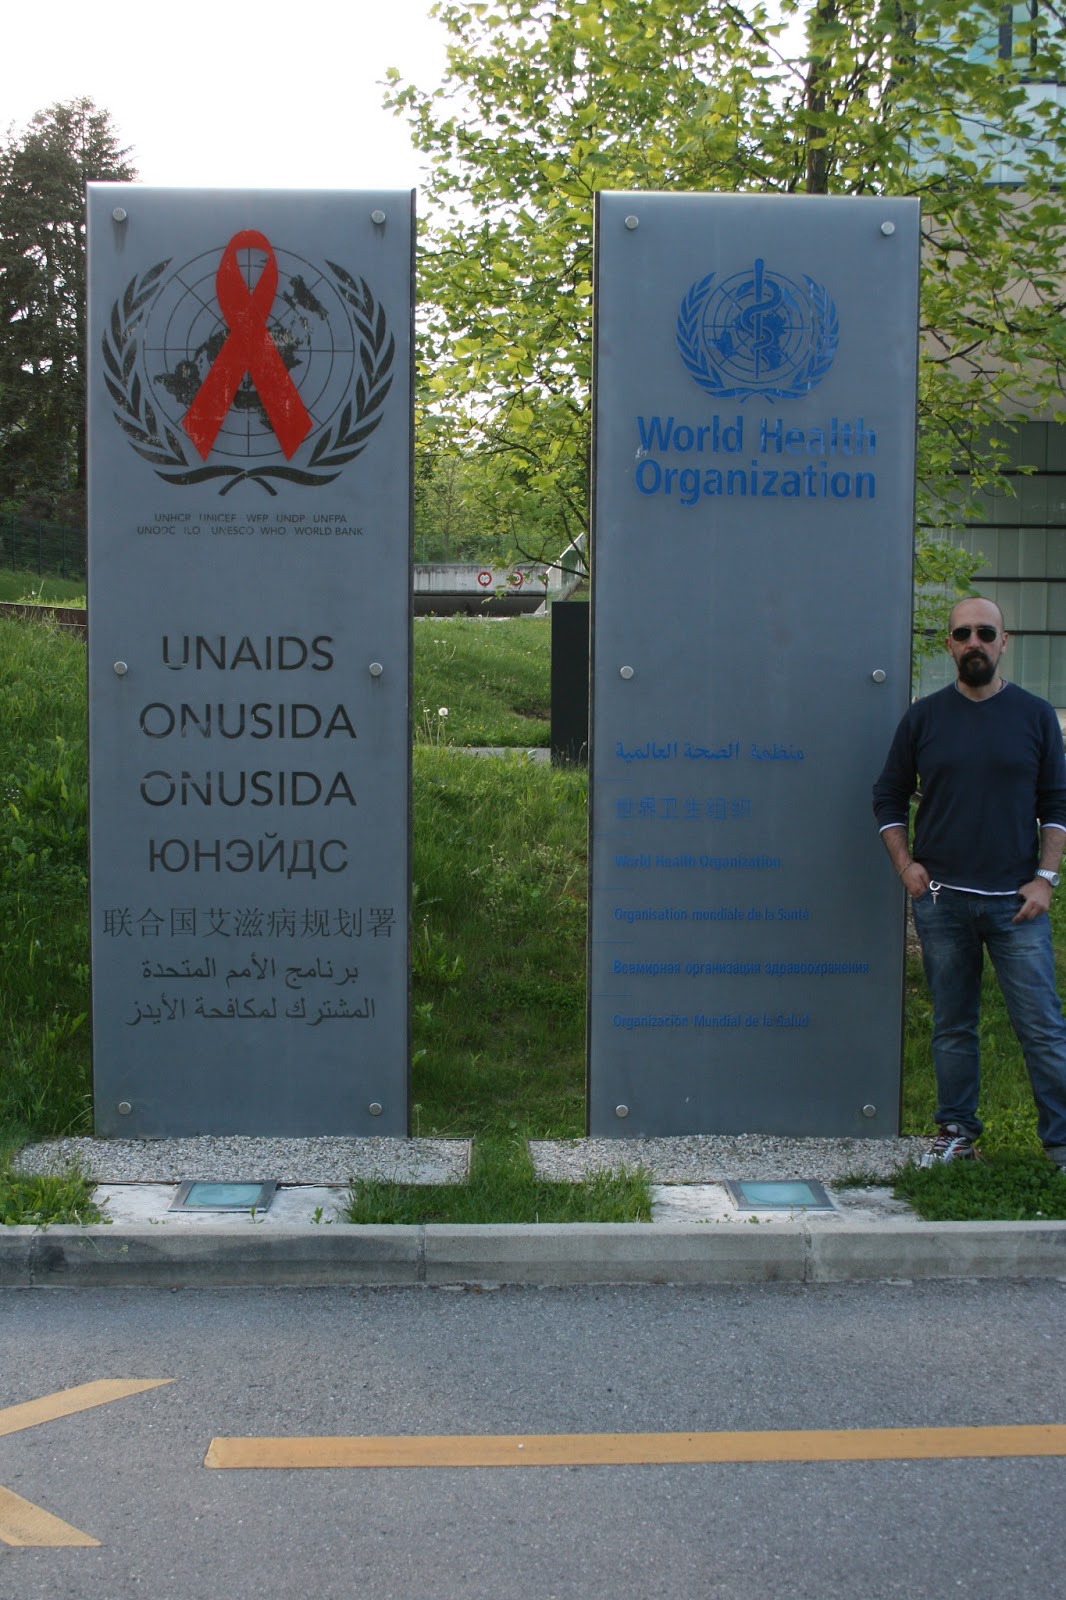 UNHCR UNICEF WFP UNDP UNFPA
UNODC ILO UNESCO WHO WORLD BANK
UNAIDS
ONUSIDA
ONUSIDA
ЮНЭЙДС
联合国艾滋病规划署
برنامج الأمم المتحدة
المشترك لمكافحة الأيدز
World Health
Organization
منظمة الصحة العالمية
世界卫生组织
World Health Organization
Organisation mondiale de la Santé
Всемирная организация здравоохранения
Organización Mundial de la Salud